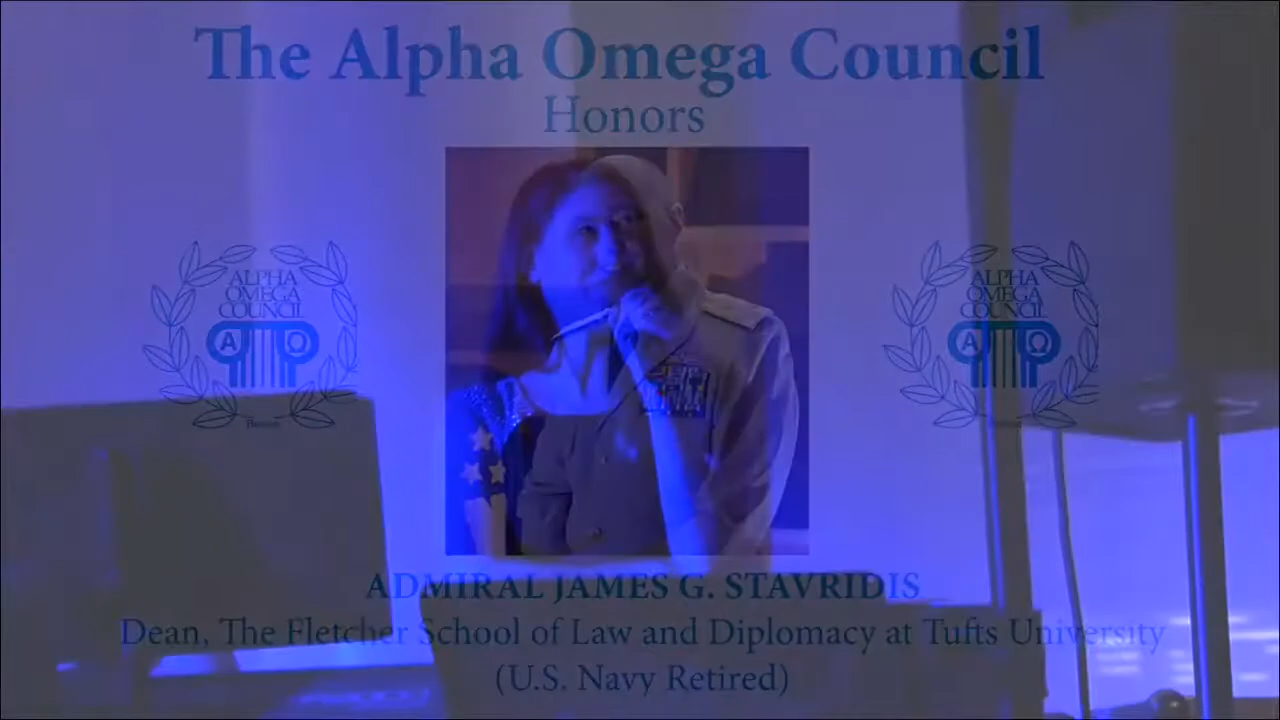 The Alpha Omega Council
Honors
ALPHA
OMEGA
COUNCIL
A Ω
ALPHA
OMEGA
COUNCIL
A Ω
ADMIRAL JAMES G. STAVRIDIS
Dean, The Fletcher School of Law and Diplomacy at Tufts University
(U.S. Navy Retired)